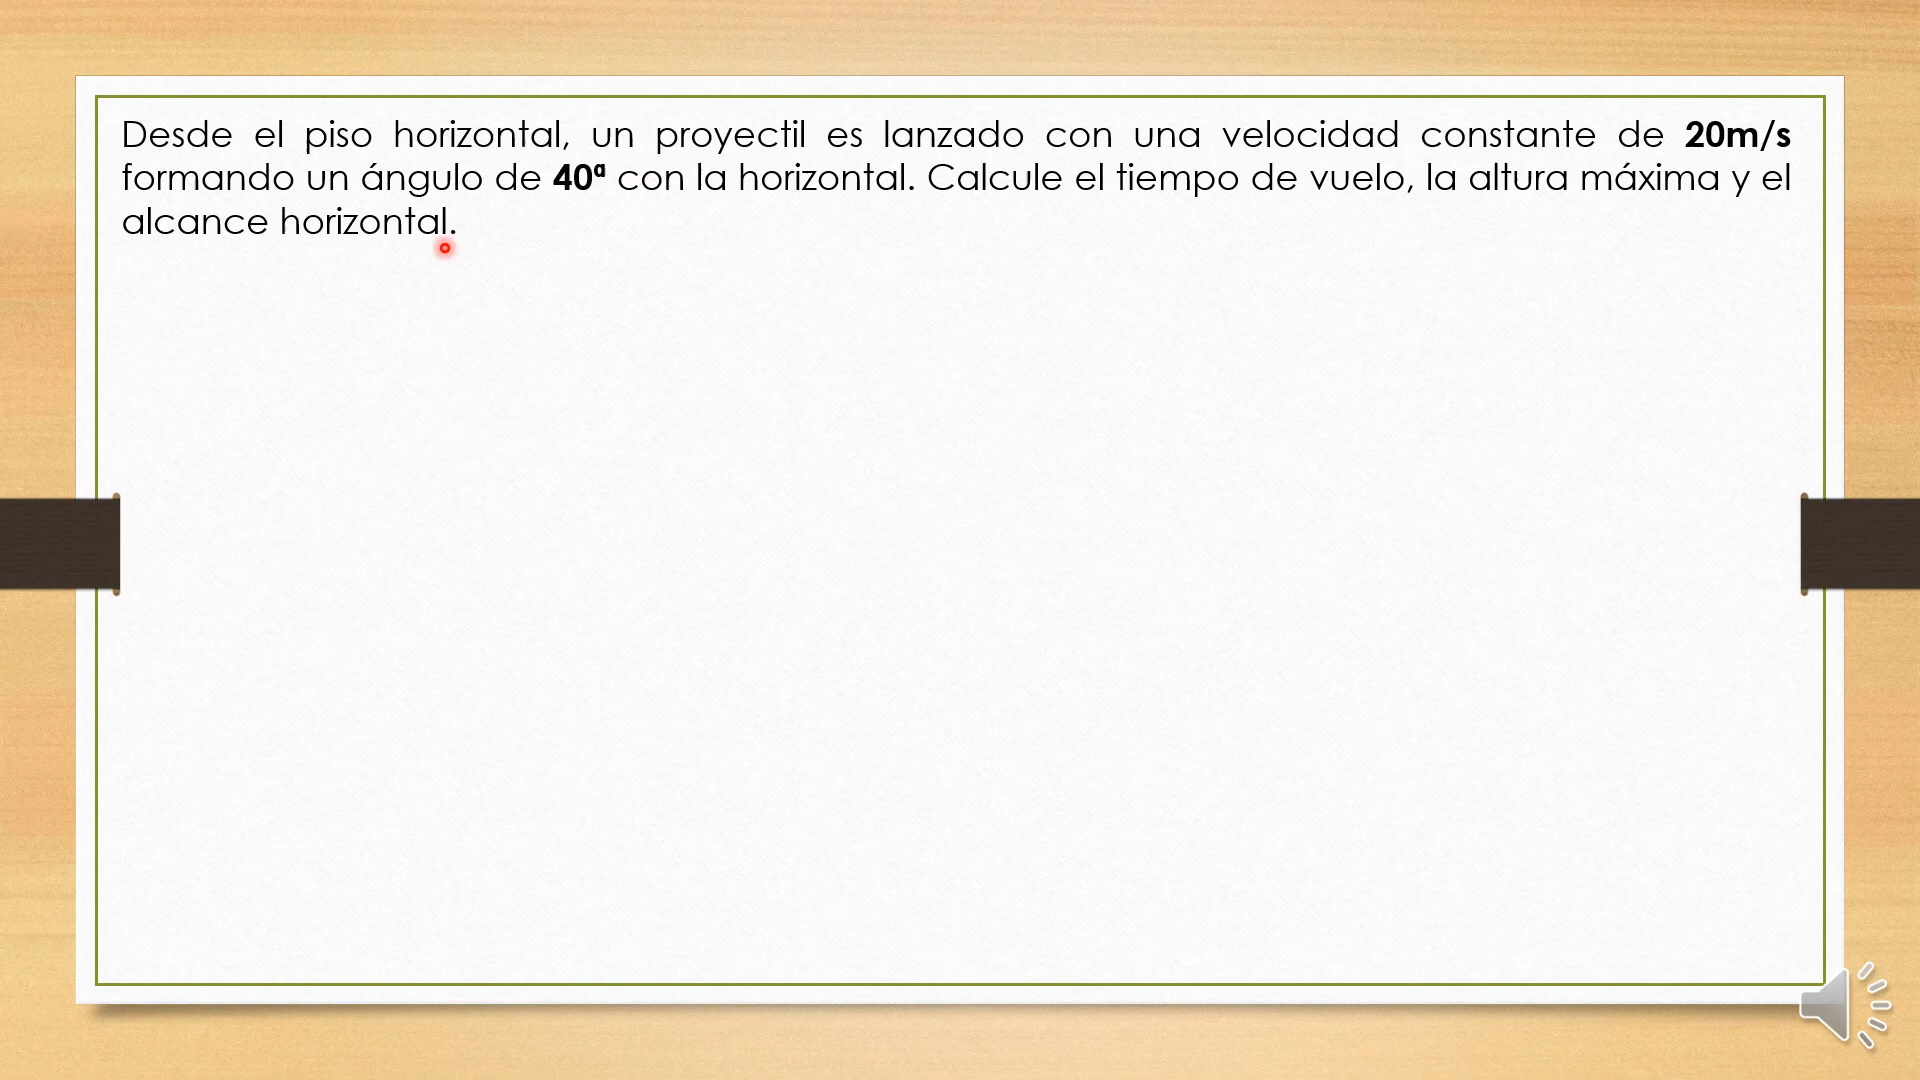 Desde el piso horizontal, un proyectil es lanzado con una velocidad constante de 20m/s
formando un ángulo de 40ª con la horizontal. Calcule el tiempo de vuelo, la altura máxima y el
alcance horizontal.